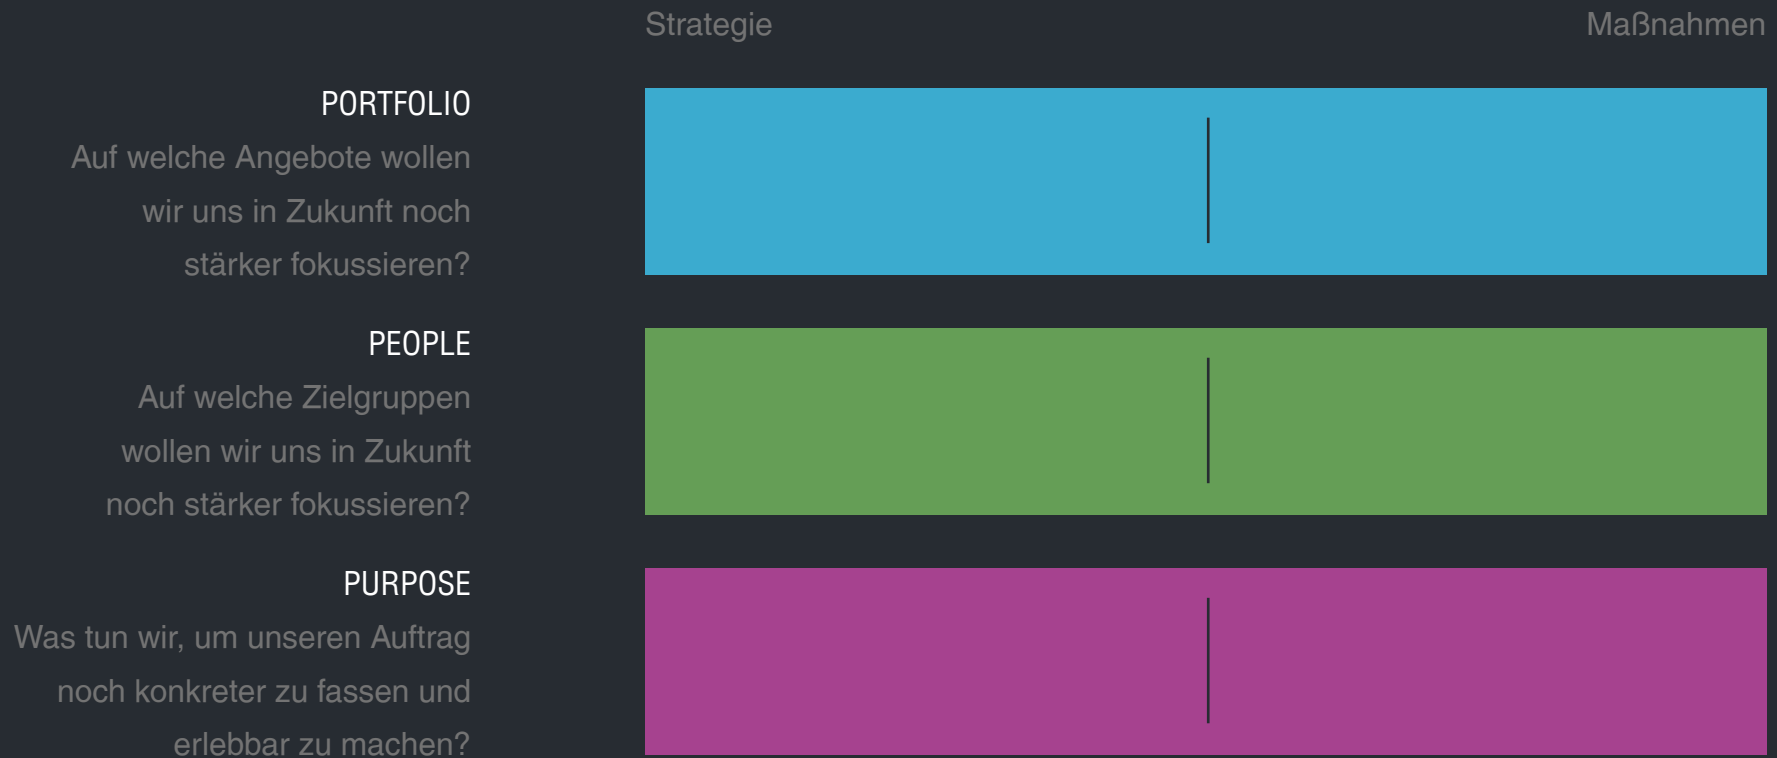 Strategie
Maßnahmen
PORTFOLIO
Auf welche Angebote wollen
wir uns in Zukunft noch
stärker fokussieren?
PEOPLE
Auf welche Zielgruppen
wollen wir uns in Zukunft
noch stärker fokussieren?
PURPOSE
Was tun wir, um unseren Auftrag
noch konkreter zu fassen und
erlebbar zu machen?